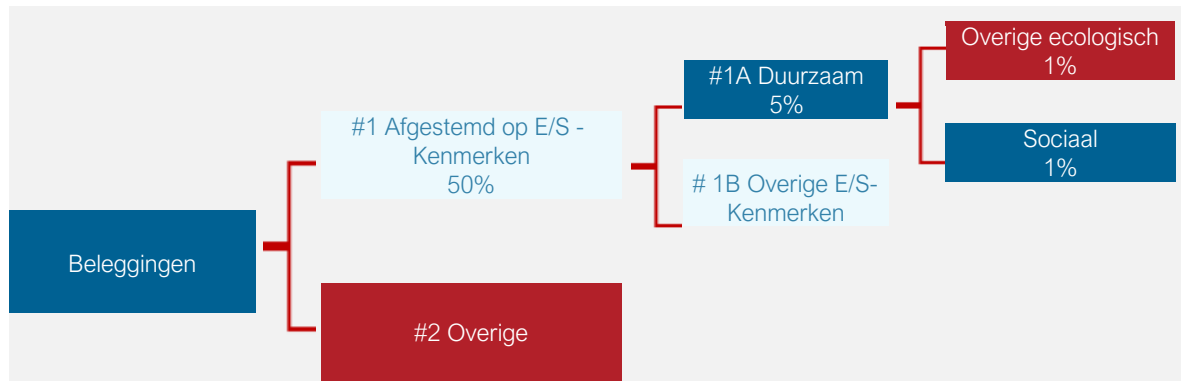 Beleggingen
#1 Afgestemd op E/S -
Kenmerken
50%
#2 Overige
#1A Duurzaam
5%
# 1B Overige E/S-
Kenmerken
Overige ecologisch
1%
Sociaal
1%